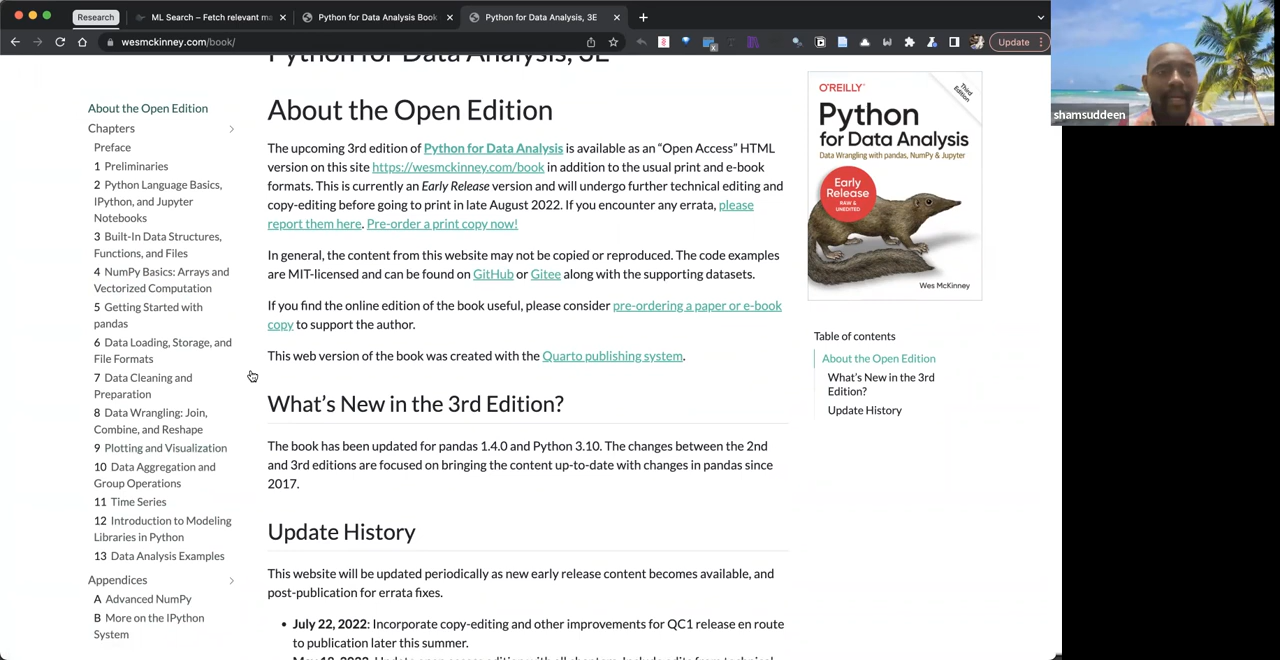 Research
ML Search – Fetch relevant ma
Python for Data Analysis Book
Python for Data Analysis, 3E
wesmckinney.com/book/
Update
shamsuddeen
Python for Data Analysis, 3E
About the Open Edition
Chapters
Preface
1 Preliminaries
2 Python Language Basics,
IPython, and Jupyter
Notebooks
3 Built-In Data Structures,
Functions, and Files
4 NumPy Basics: Arrays and
Vectorized Computation
5 Getting Started with
pandas
6 Data Loading, Storage, and
File Formats
7 Data Cleaning and
Preparation
8 Data Wrangling: Join,
Combine, and Reshape
9 Plotting and Visualization
10 Data Aggregation and
Group Operations
11 Time Series
12 Introduction to Modeling
Libraries in Python
13 Data Analysis Examples
Appendices
A Advanced NumPy
B More on the IPython
System
About the Open Edition
The upcoming 3rd edition of Python for Data Analysis is available as an “Open Access” HTML
version on this site https://wesmckinney.com/book in addition to the usual print and e-book
formats. This is currently an Early Release version and will undergo further technical editing and
copy-editing before going to print in late August 2022. If you encounter any errata, please
report them here. Pre-order a print copy now!
In general, the content from this website may not be copied or reproduced. The code examples
are MIT-licensed and can be found on GitHub or Gitee along with the supporting datasets.
If you find the online edition of the book useful, please consider pre-ordering a paper or e-book
copy to support the author.
This web version of the book was created with the Quarto publishing system.
What’s New in the 3rd Edition?
The book has been updated for pandas 1.4.0 and Python 3.10. The changes between the 2nd
and 3rd editions are focused on bringing the content up-to-date with changes in pandas since
2017.
Update History
This website will be updated periodically as new early release content becomes available, and
post-publication for errata fixes.
• July 22, 2022: Incorporate copy-editing and other improvements for QC1 release en route
to publication later this summer.
O'REILLY®
Third
Edition
Python
for Data Analysis
Data Wrangling with pandas, NumPy & Jupyter
Early
Release
RAW &
UNEDITED
Wes McKinney
Table of contents
About the Open Edition
What’s New in the 3rd
Edition?
Update History